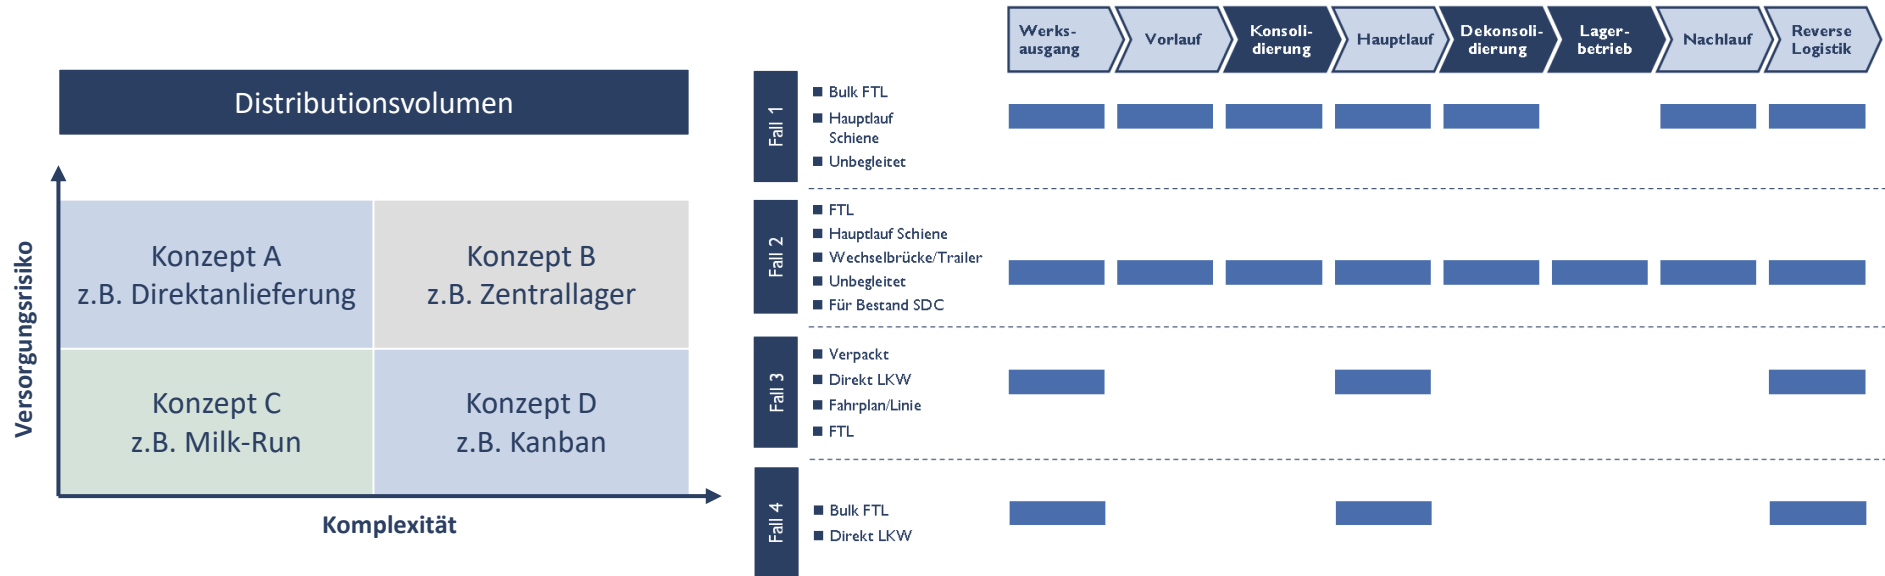 Distributionsvolumen
Versorgungsrisiko
Konzept A
z.B. Direktanlieferung
Konzept B
z.B. Zentrallager
Konzept C
z.B. Milk-Run
Konzept D
z.B. Kanban
Komplexität
Werks-
ausgang
Vorlauf
Konsoli-
dierung
Hauptlauf
Dekonsoli-
dierung
Lager-
betrieb
Nachlauf
Reverse
Logistik
Fall 1
Bulk FTL
Hauptlauf
Schiene
Unbegleitet
Fall 2
FTL
Hauptlauf Schiene
Wechselbrücke/Trailer
Unbegleitet
Für Bestand SDC
Fall 3
Verpackt
Direkt LKW
Fahrplan/Linie
FTL
Fall 4
Bulk FTL
Direkt LKW